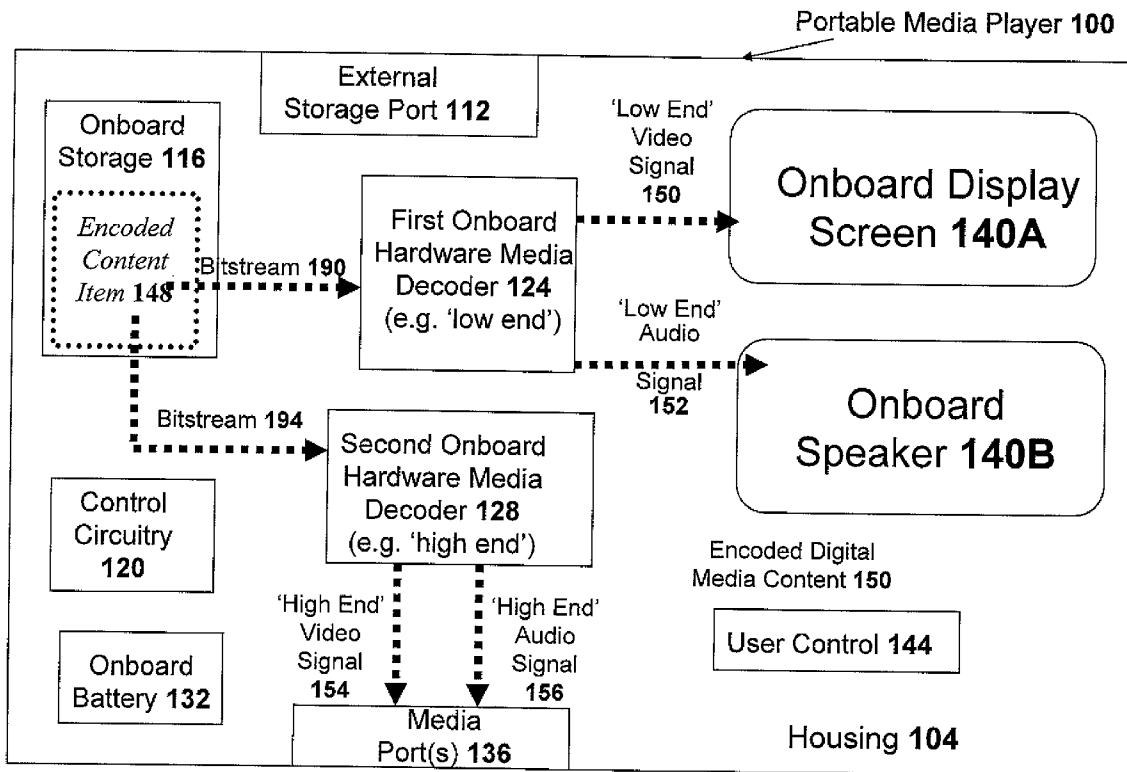 Portable Media Player 100
External
Storage Port 112
Onboard
Storage 116
Encoded
Content
Item 148
Bitstream 190
First Onboard
Hardware Media
Decoder 124
(e.g. 'low end')
'Low End'
Video
Signal
150
Onboard Display
Screen 140A
'Low End'
Audio
Signal
152
Onboard
Speaker 140B
Bitstream 194
Second Onboard
Hardware Media
Decoder 128
(e.g. 'high end')
Control
Circuitry
120
Encoded Digital
Media Content 150
'High End'
Video
Signal
154
'High End'
Audio
Signal
156
User Control 144
Onboard
Battery 132
Media
Port(s) 136
Housing 104